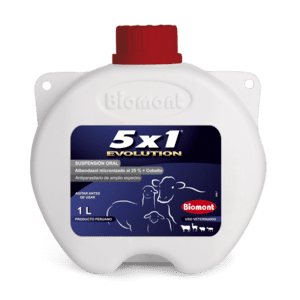 Biomont
5x1
EVOLUTION
SUSPENSIÓN ORAL
Albendazol micronizado al 25 % + Cobalto
Antiparasitario de amplio espectro
AGITAR ANTES
DE USAR
1 L
PRODUCTO PERUANO
Biomont
USO VETERINARIO